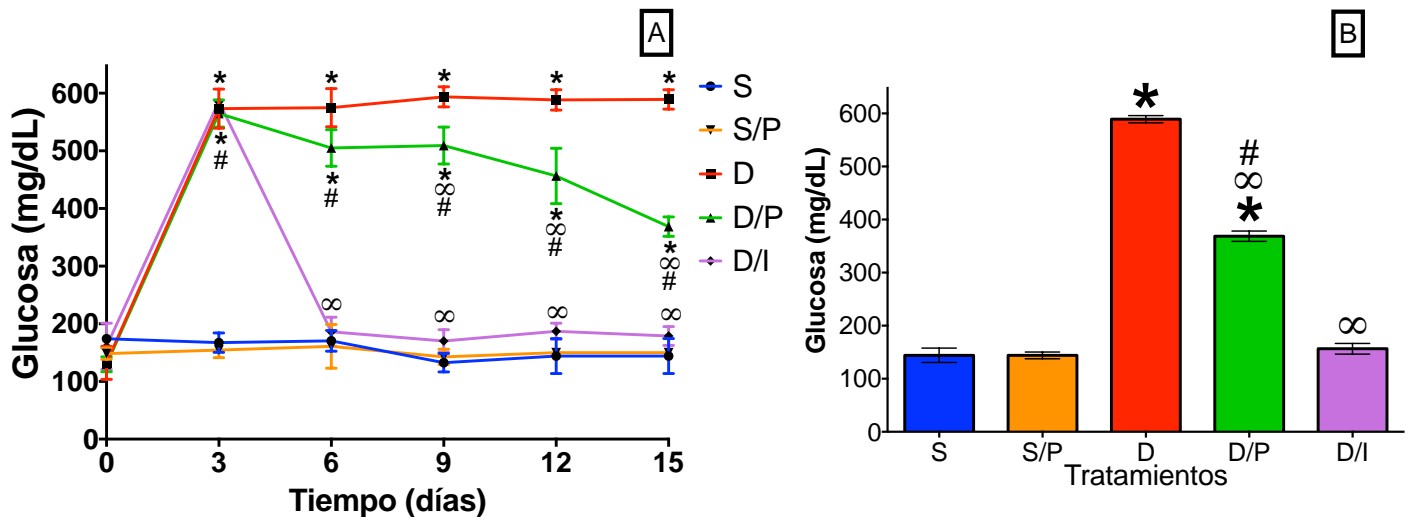 A
Glucosa (mg/dL)
600
500
400
300
200
100
0
* * * * *
* # * # * ∞ # * ∞ # * ∞ #
∞ ∞ ∞ ∞
0 3 6 9 12 15
Tiempo (días)
S
S/P
D
D/P
D/I
B
Glucosa (mg/dL)
600
500
400
300
200
100
0
*
# ∞ *
∞
S S/P D D/P D/I
Tratamientos